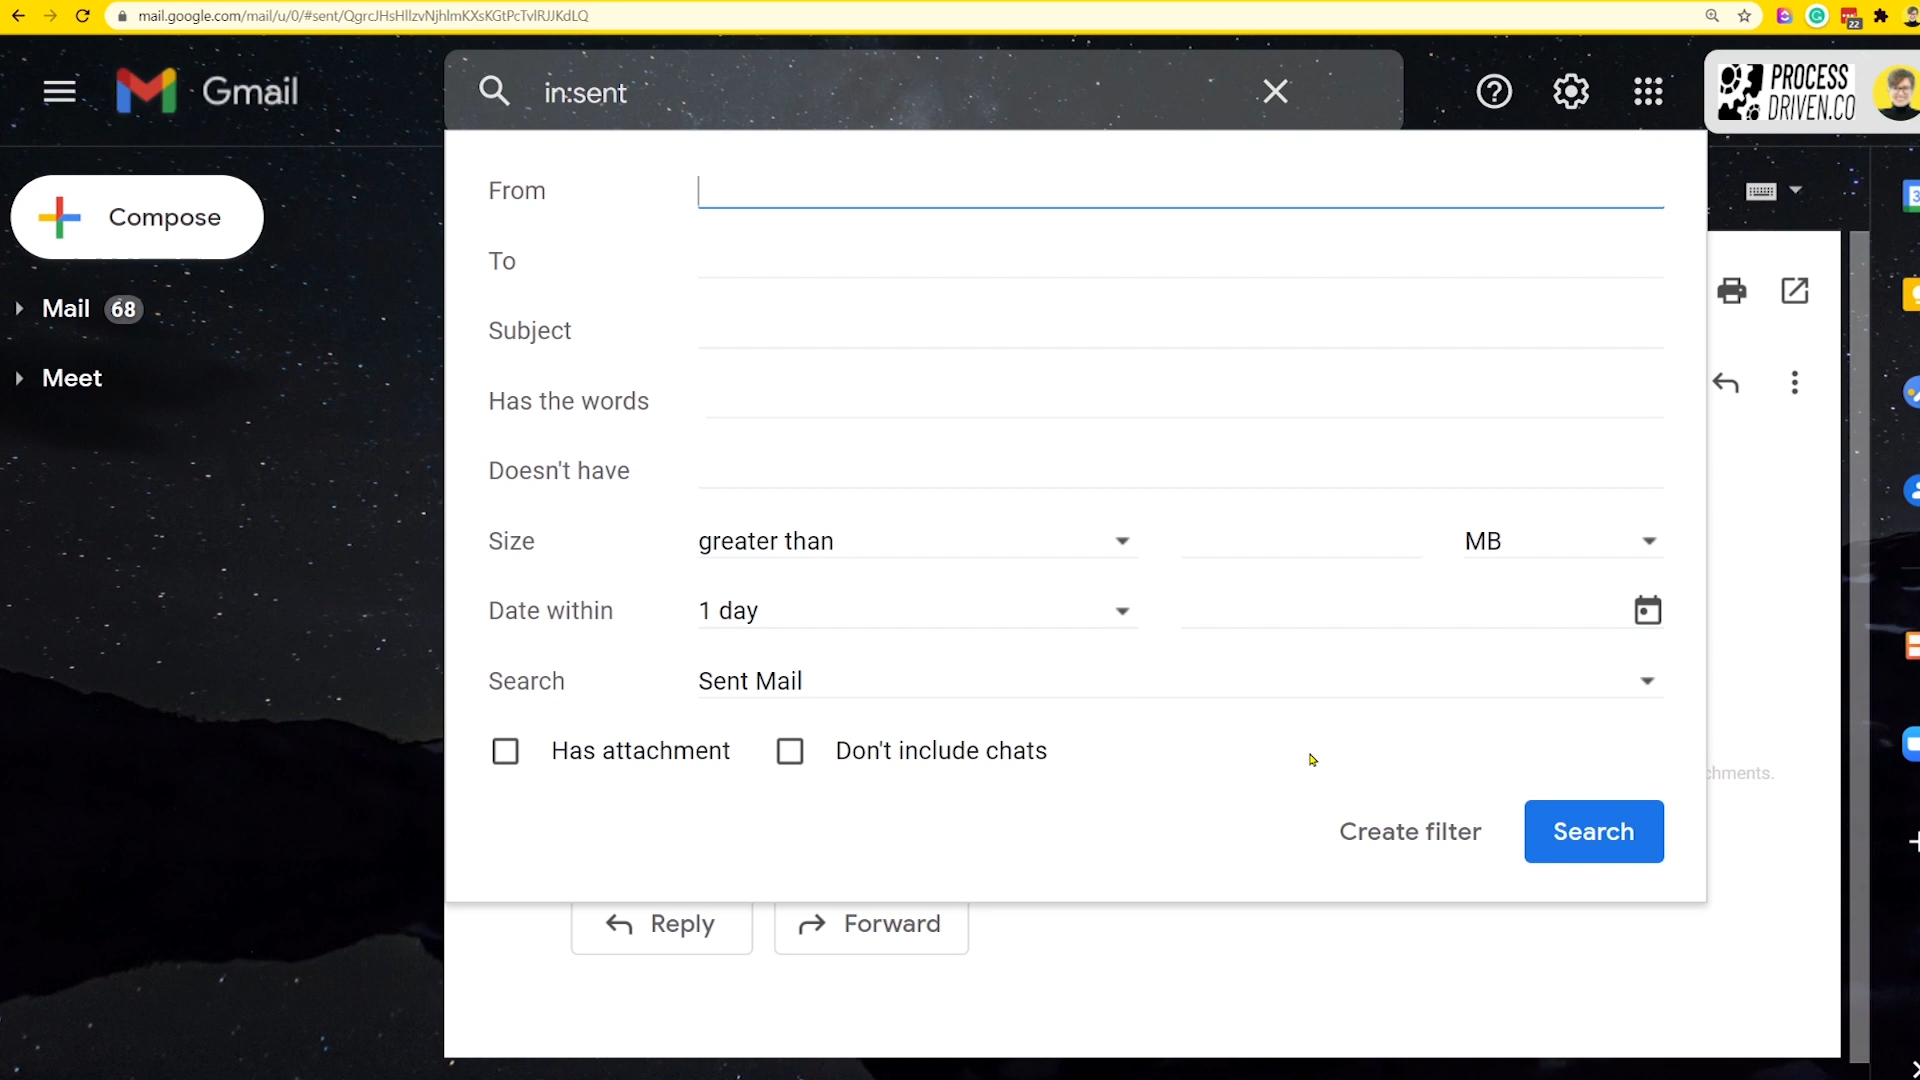 mail.google.com/mail/u/0/#sent/QgrcJHsHllzvNjhlmKXsKGtPcTvlRJJKdLQ
22
Gmail
in:sent
PROCESS
DRIVEN.CO
Compose
Mail 68
Meet
From
To
Subject
Has the words
Doesn't have
Size greater than MB
Date within 1 day
Search Sent Mail
Has attachment Don't include chats
chments.
Create filter Search
Reply Forward